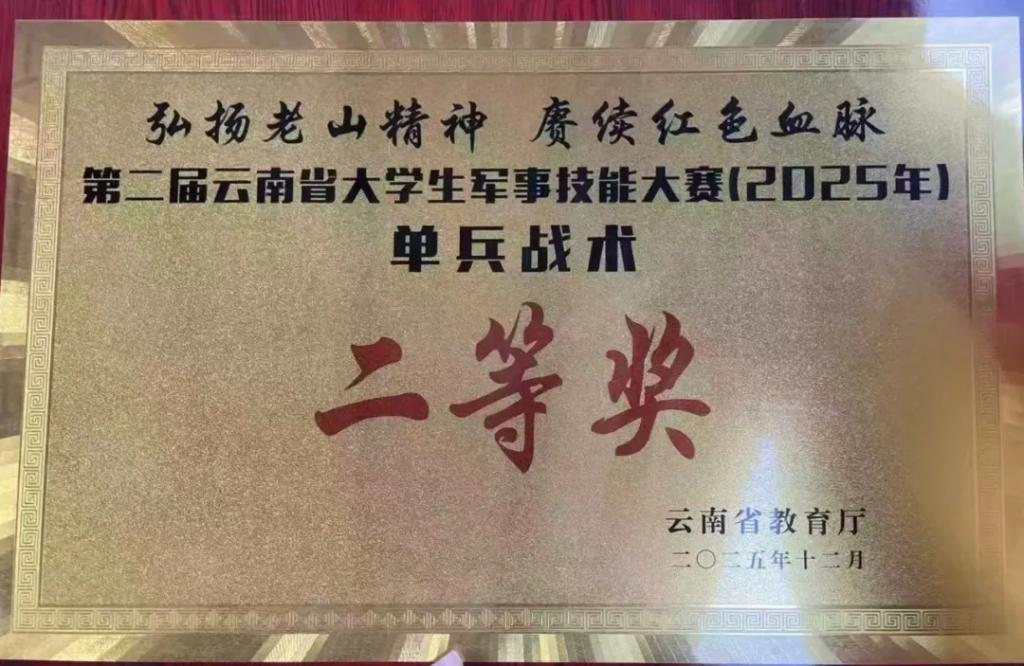 弘扬老山精神 赓续红色血脉
第二届云南省大学生军事技能大赛(2025年)
单兵战术
二等奖
云南省教育厅
二〇二五年十二月